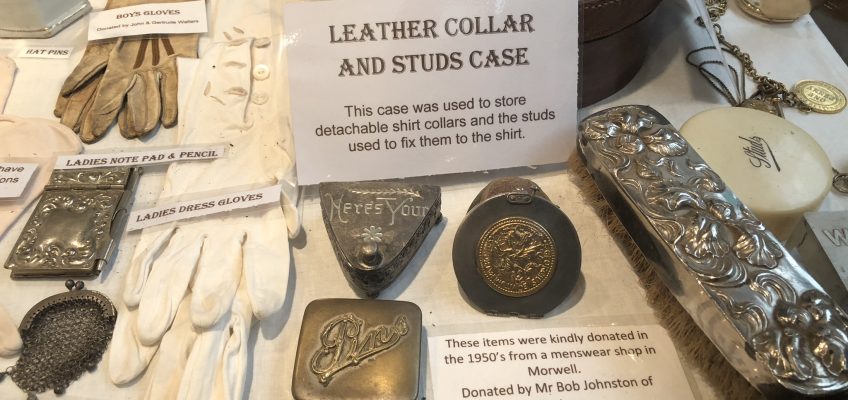 BOYS GLOVES
Donated by John & Gertrude Walters
HAT PINS
LEATHER COLLAR
AND STUDS CASE
This case was used to store
detachable shirt collars and the studs
used to fix them to the shirt.
LADIES NOTE PAD & PENCIL
have
ons
LADIES DRESS GLOVES
Heres Your
Pins
Studs
These items were kindly donated in
the 1950's from a menswear shop in
Morwell.
Donated by Mr Bob Johnston of
W